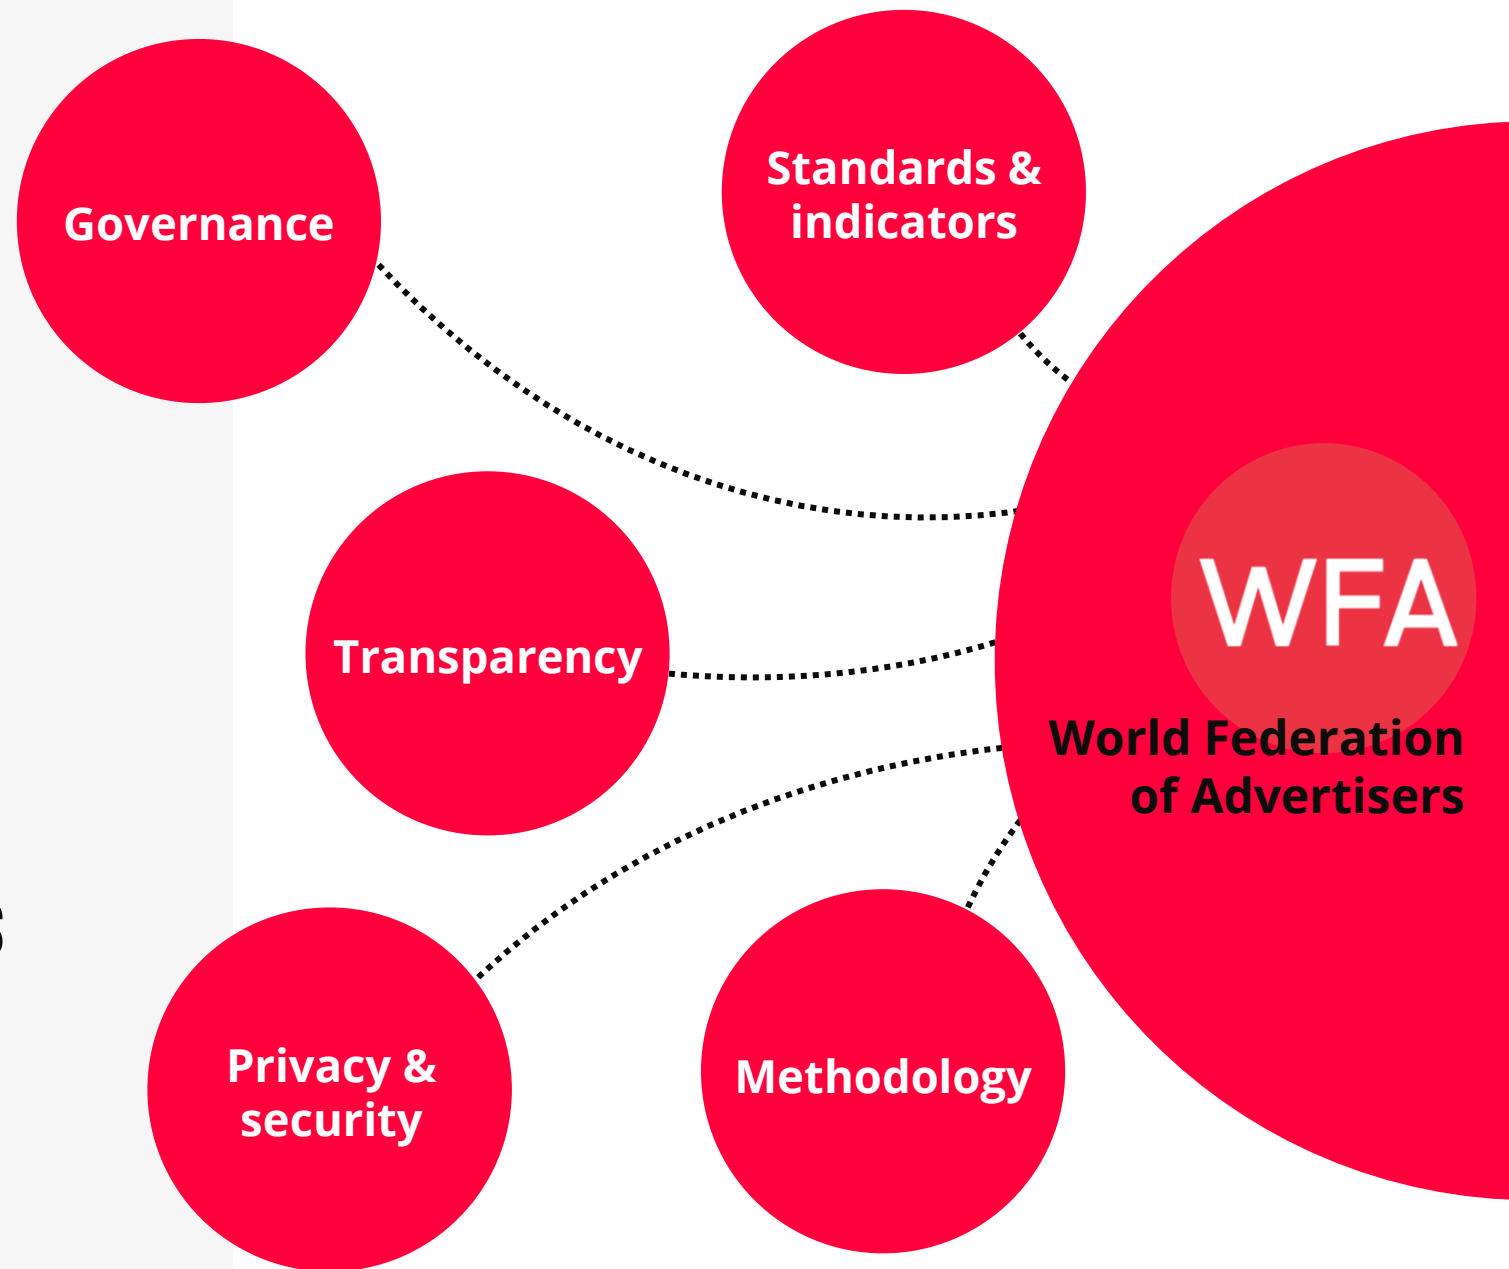 Governance
Standards &
indicators
Transparency
WFA
World Federation
of Advertisers
Privacy &
security
Methodology